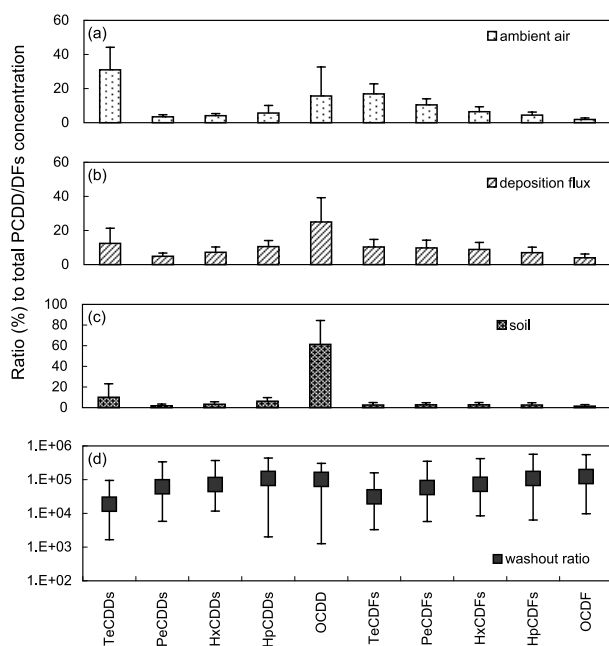 Ratio (%) to total PCDD/DFs concentration
60
40
20
0
(a)
ambient air
60
40
20
0
(b)
deposition flux
100
80
60
40
20
0
(c)
soil
1.E+06
1.E+05
1.E+04
1.E+03
1.E+02
(d)
washout ratio
TeCDDs
PeCDDs
HxCDDs
HpCDDs
OCDD
TeCDFs
PeCDFs
HxCDFs
HpCDFs
OCDF